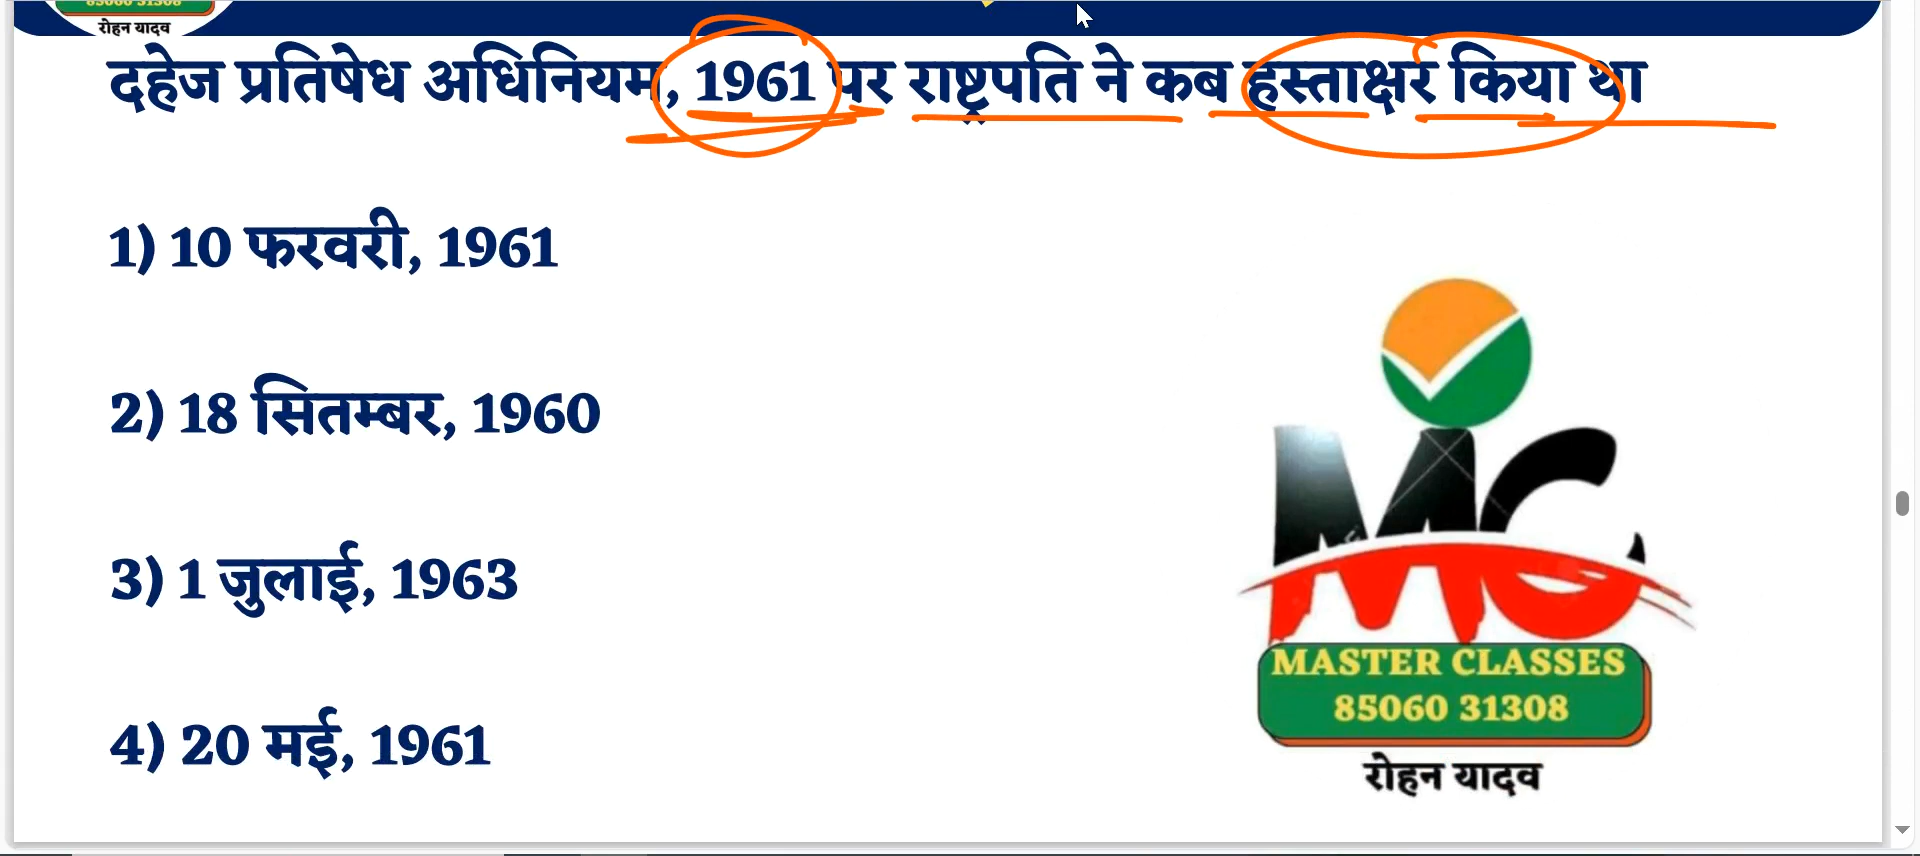 रोहन यादव
दहेज प्रतिषेध अधिनियम, 1961 पर राष्ट्रपति ने कब हस्ताक्षर किया था
1) 10 फरवरी, 1961
2) 18 सितम्बर, 1960
3) 1 जुलाई, 1963
4) 20 मई, 1961
MC
MASTER CLASSES
85060 31308
रोहन यादव